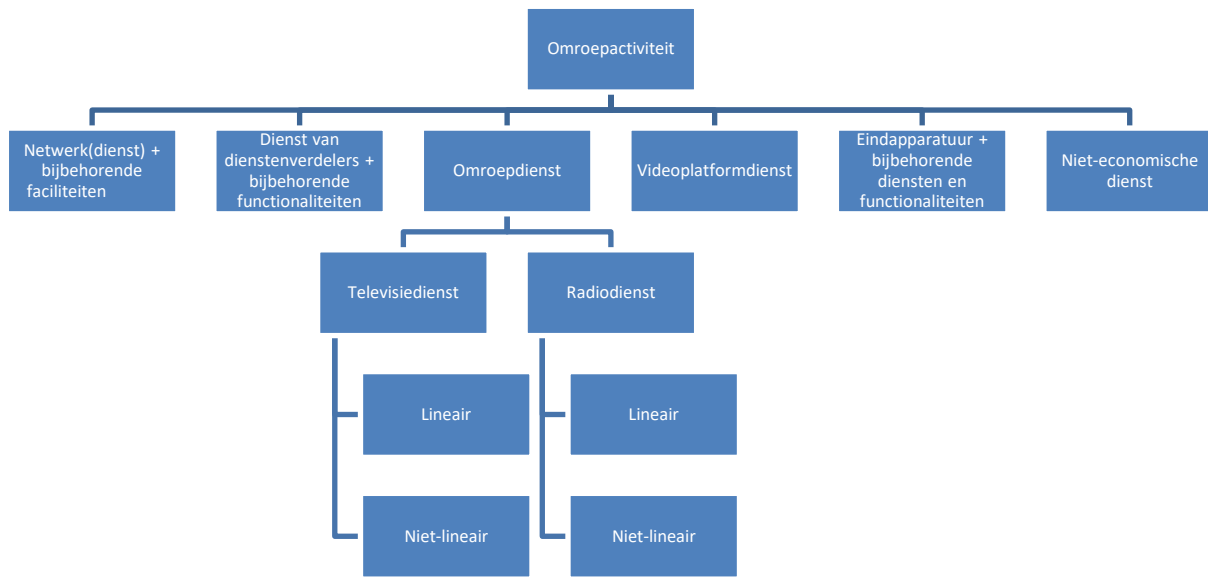 Omroepactiviteit
Netwerk(dienst) +
bijbehorende
faciliteiten
Dienst van
dienstenverdelers +
bijbehorende
functionaliteiten
Omroepdienst
Videoplatformdienst
Eindapparatuur +
bijbehorende
diensten en
functionaliteiten
Niet-economische
dienst
Televisiedienst
Radiodienst
Lineair
Lineair
Niet-lineair
Niet-lineair